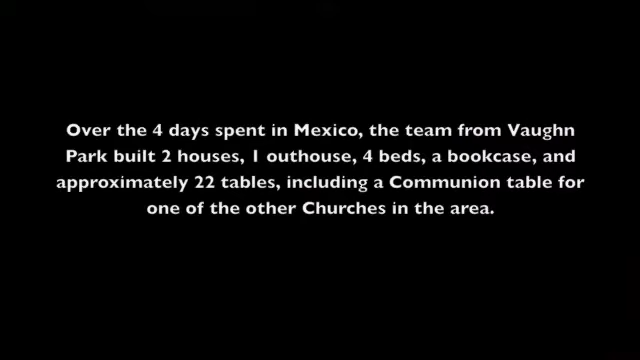 Over the 4 days spent in Mexico, the team from Vaughn
Park built 2 houses, 1 outhouse, 4 beds, a bookcase, and
approximately 22 tables, including a Communion table for
one of the other Churches in the area.